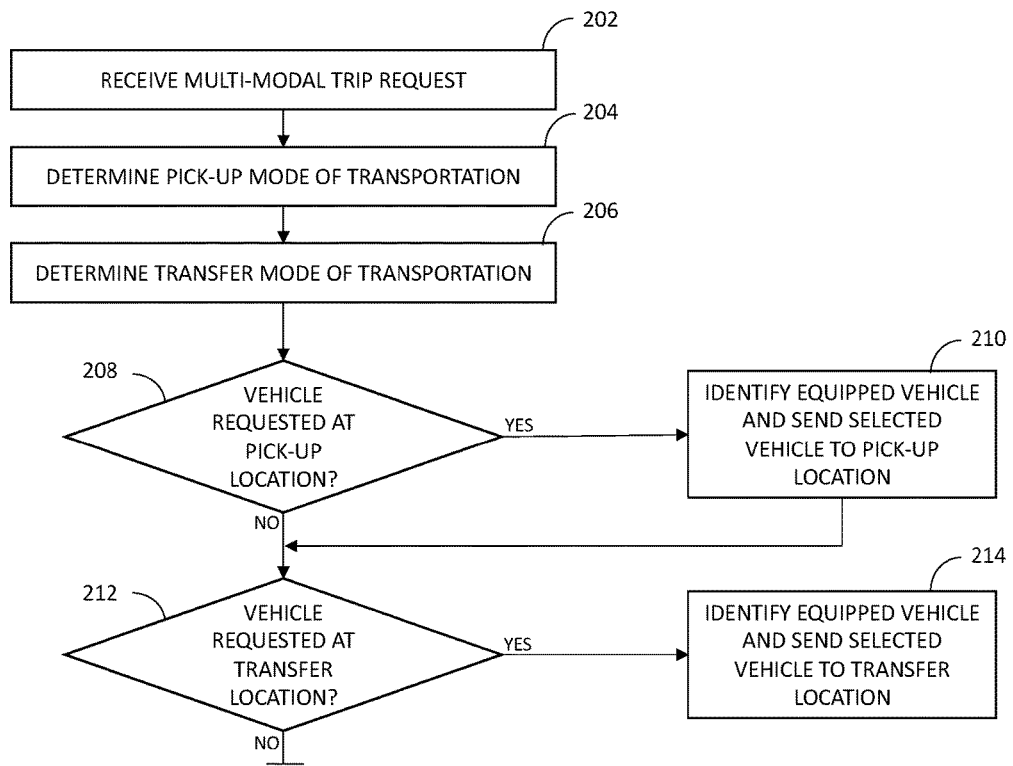 202
RECEIVE MULTI-MODAL TRIP REQUEST
204
DETERMINE PICK-UP MODE OF TRANSPORTATION
206
DETERMINE TRANSFER MODE OF TRANSPORTATION
208
VEHICLE
REQUESTED AT
PICK-UP
LOCATION?
YES
NO
210
IDENTIFY EQUIPPED VEHICLE
AND SEND SELECTED
VEHICLE TO PICK-UP
LOCATION
212
VEHICLE
REQUESTED AT
TRANSFER
LOCATION?
YES
NO
214
IDENTIFY EQUIPPED VEHICLE
AND SEND SELECTED
VEHICLE TO TRANSFER
LOCATION